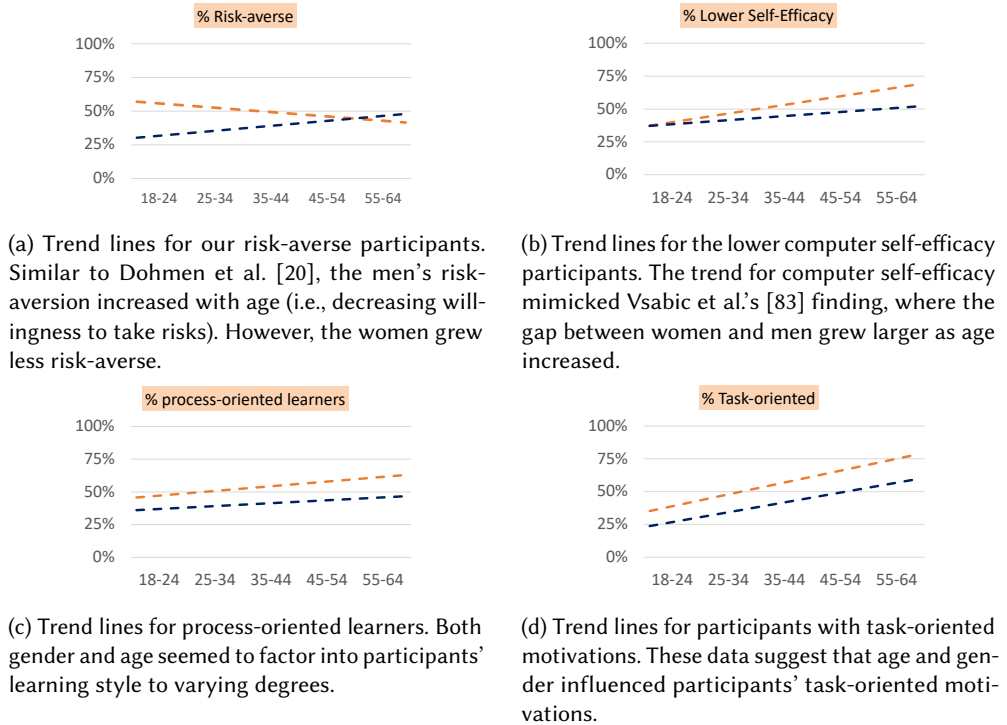 % Risk-averse
100%
75%
50%
25%
0%
18-24 25-34 35-44 45-54 55-64
(a) Trend lines for our risk-averse participants.
Similar to Dohmen et al. [20], the men's risk-
aversion increased with age (i.e., decreasing will-
ingness to take risks). However, the women grew
less risk-averse.
% Lower Self-Efficacy
100%
75%
50%
25%
0%
18-24 25-34 35-44 45-54 55-64
(b) Trend lines for the lower computer self-efficacy
participants. The trend for computer self-efficacy
mimicked Vsabic et al.'s [83] finding, where the
gap between women and men grew larger as age
increased.
% process-oriented learners
100%
75%
50%
25%
0%
18-24 25-34 35-44 45-54 55-64
(c) Trend lines for process-oriented learners. Both
gender and age seemed to factor into participants'
learning style to varying degrees.
% Task-oriented
100%
75%
50%
25%
0%
18-24 25-34 35-44 45-54 55-64
(d) Trend lines for participants with task-oriented
motivations. These data suggest that age and gen-
der influenced participants' task-oriented moti-
vations.